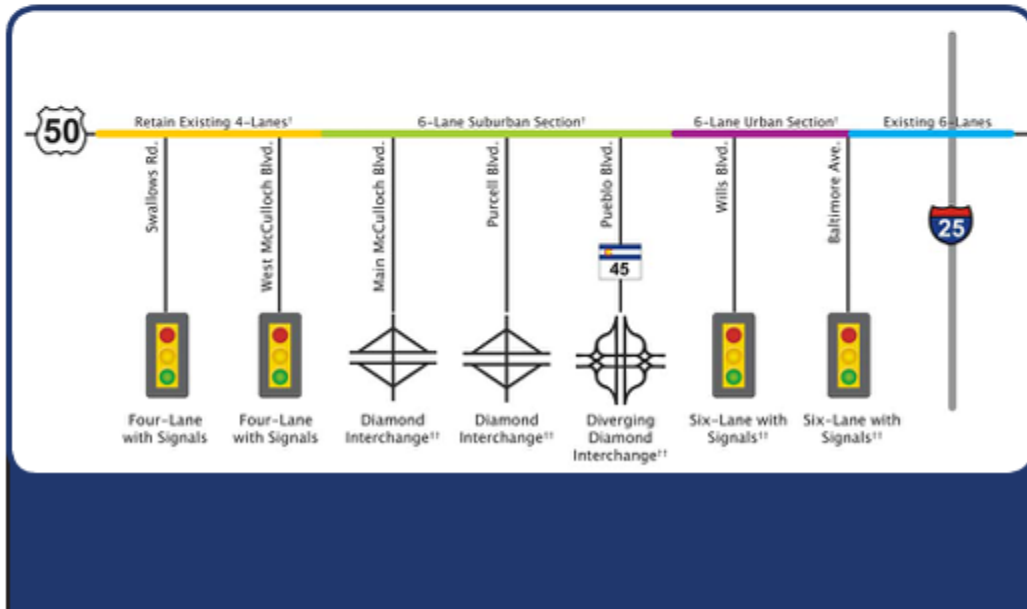 50
Retain Existing 4-Lanes†
6-Lane Suburban Section†
6-Lane Urban Section†
Existing 6-Lanes
Swallows Rd.
West McCulloch Blvd.
Main McCulloch Blvd.
Purcell Blvd.
Pueblo Blvd.
45
Wills Blvd.
Baltimore Ave.
25
Four-Lane
with Signals
Four-Lane
with Signals
Diamond
Interchange††
Diamond
Interchange††
Diverging
Diamond
Interchange††
Six-Lane with
Signals††
Six-Lane with
Signals††